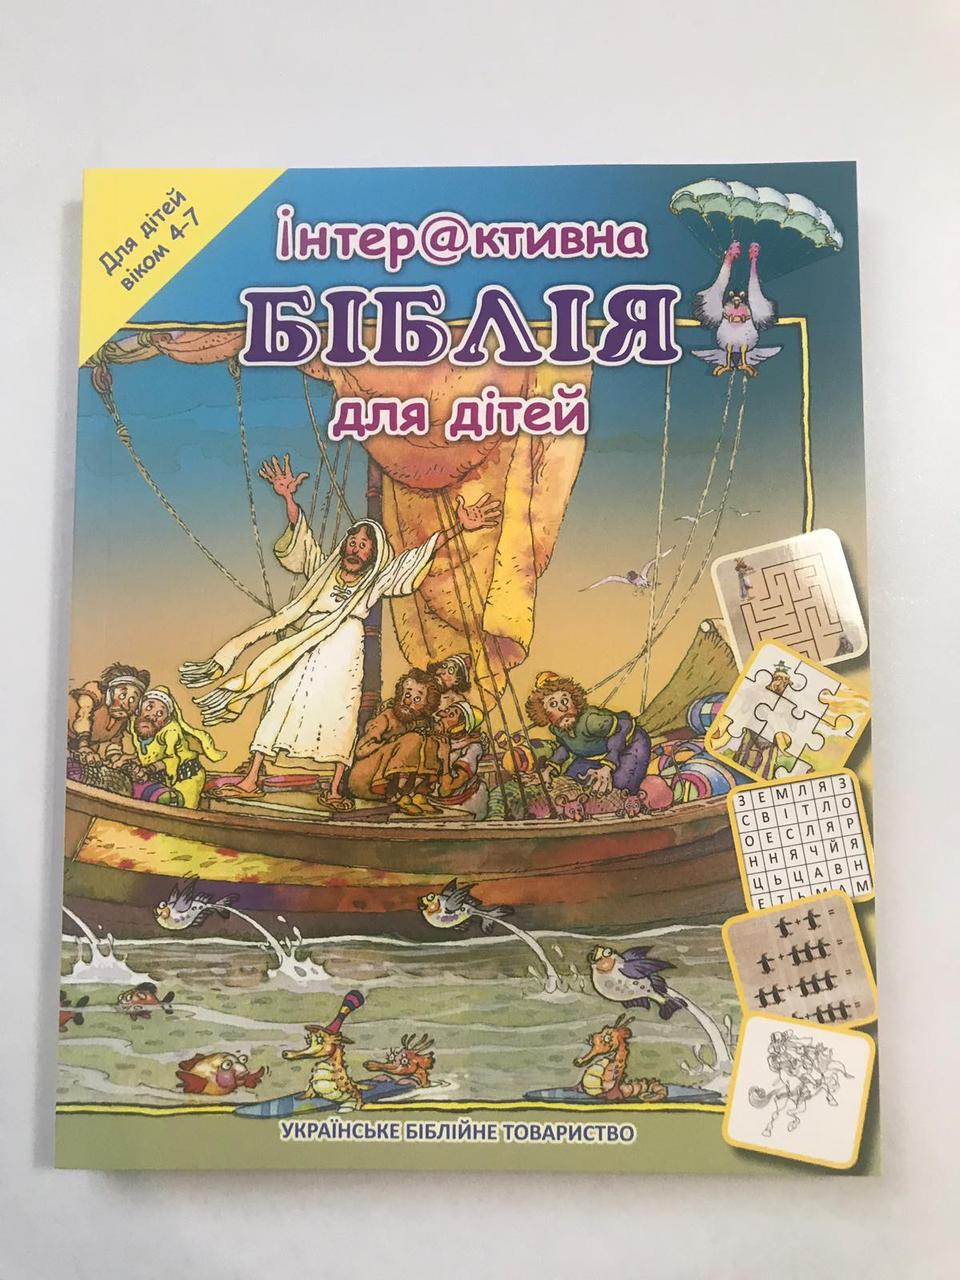 Для дітей
віком 4-7
інтер@ктивна
БІБЛІЯ
для дітей
З Е М Л Я З
С В І Т Л О
О Е С Л Я Р
Н Н Я Ч Й Я
Ц Ь Ц А В Н
Е Т Ь М А М
+ =
+ =
+ =
+ =
УКРАЇНСЬКЕ БІБЛІЙНЕ ТОВАРИСТВО